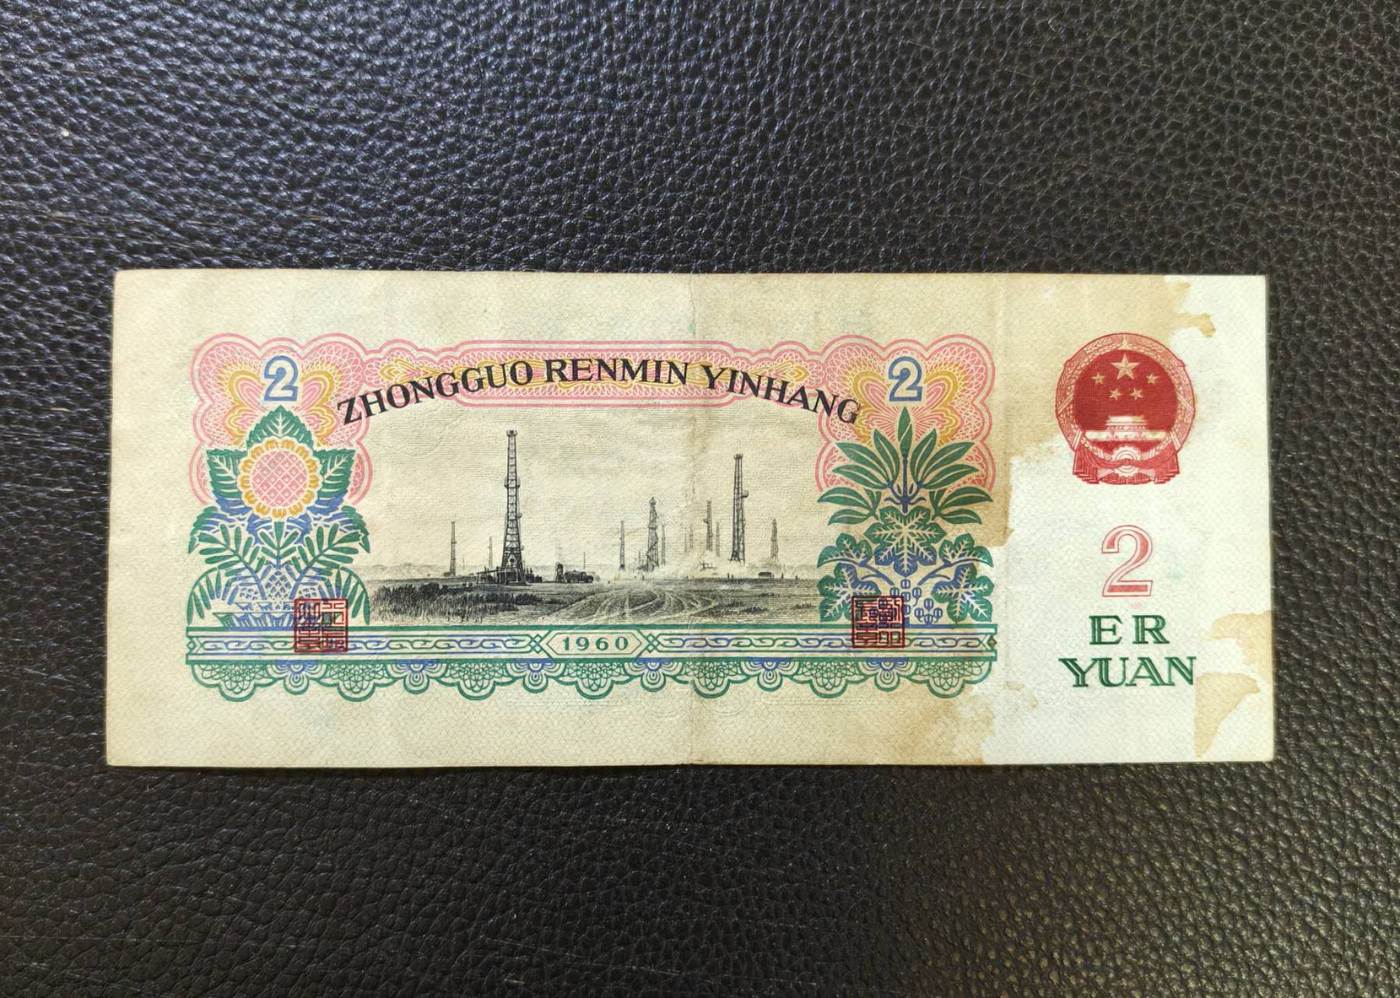 2
2
ZHONGGUO RENMIN YINHANG
2
ER
YUAN
1960